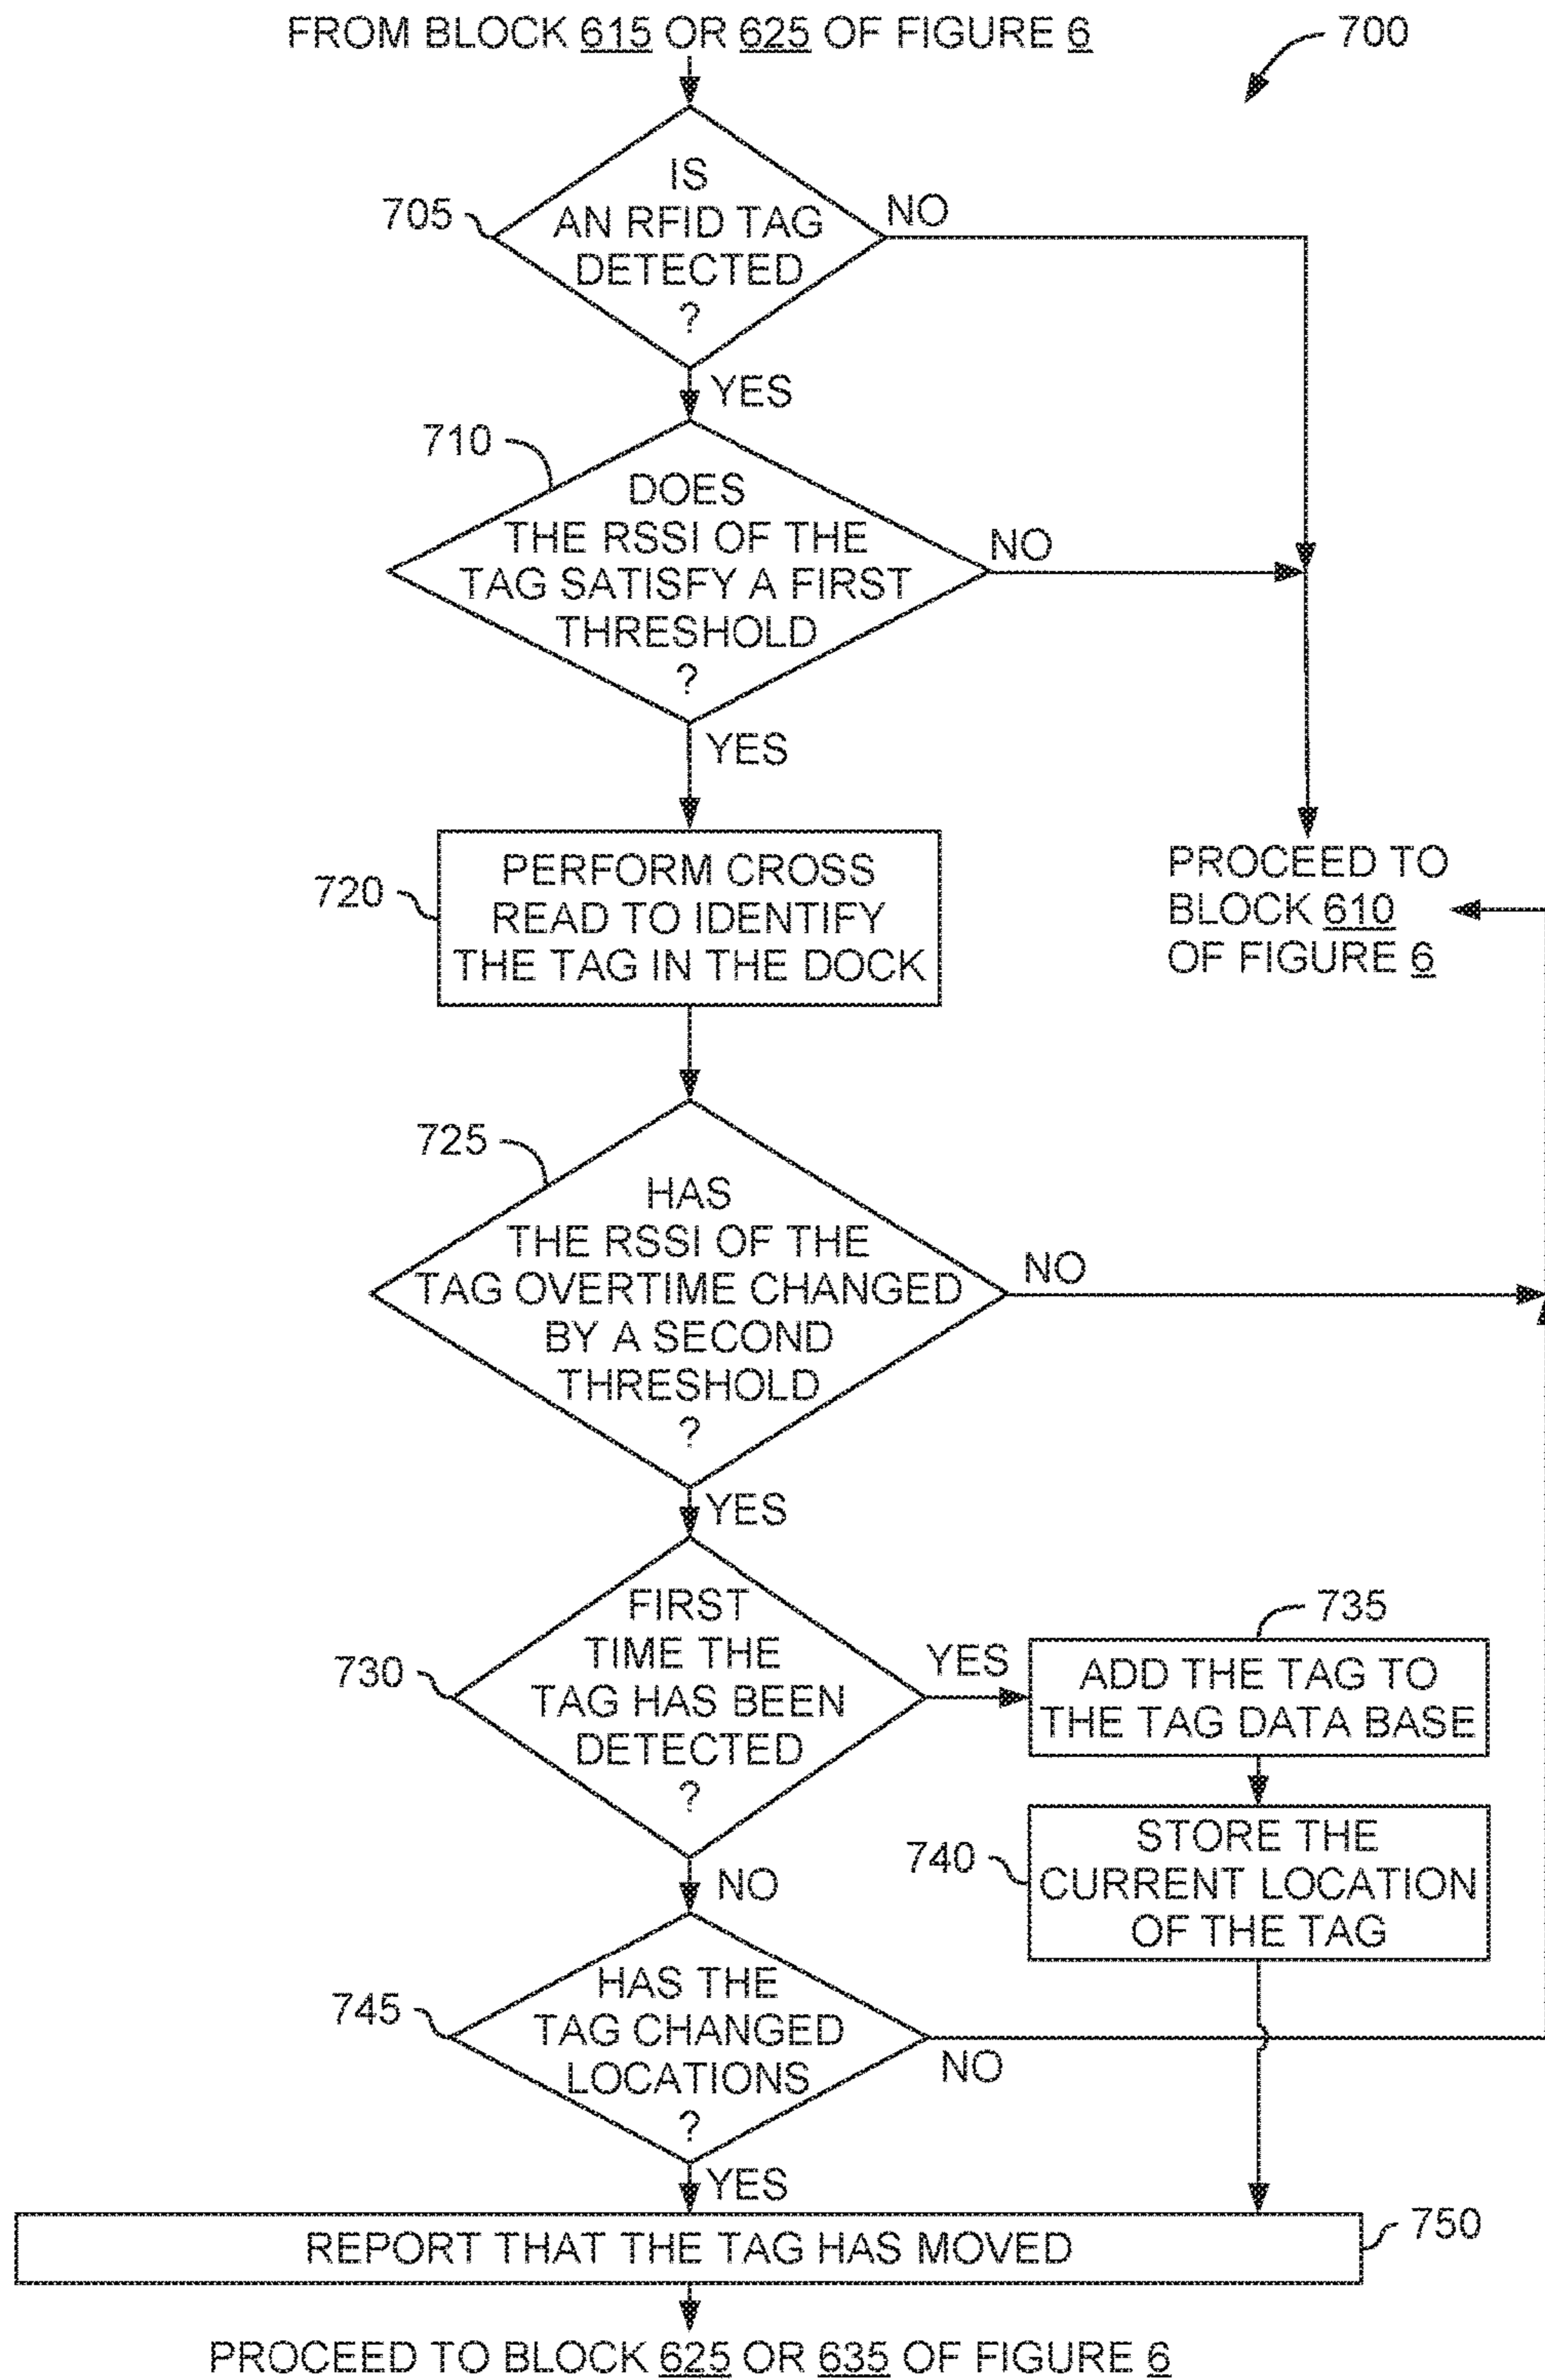 FROM BLOCK 615 OR 625 OF FIGURE 6
700
705
IS
AN RFID TAG
DETECTED
?
NO
YES
710
DOES
THE RSSI OF THE
TAG SATISFY A FIRST
THRESHOLD
?
NO
YES
720
PERFORM CROSS
READ TO IDENTIFY
THE TAG IN THE DOCK
PROCEED TO
BLOCK 610
OF FIGURE 6
725
HAS
THE RSSI OF THE
TAG OVERTIME CHANGED
BY A SECOND
THRESHOLD
?
NO
YES
730
FIRST
TIME THE
TAG HAS BEEN
DETECTED
?
YES
735
ADD THE TAG TO
THE TAG DATA BASE
740
STORE THE
CURRENT LOCATION
OF THE TAG
NO
745
HAS THE
TAG CHANGED
LOCATIONS
?
NO
YES
REPORT THAT THE TAG HAS MOVED
750
PROCEED TO BLOCK 625 OR 635 OF FIGURE 6